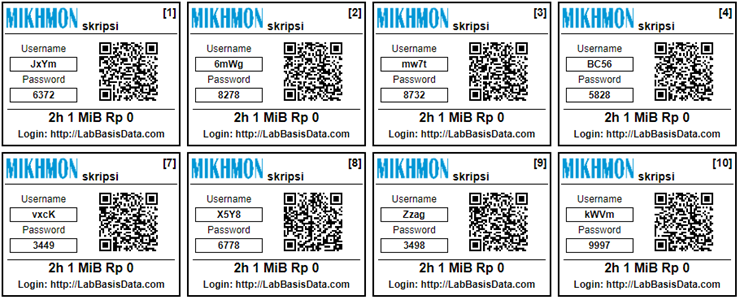 MIKHMON skripsi [1]
Username
JxYm
Password
6372
2h 1 MiB Rp 0
Login: http://LabBasisData.com
MIKHMON skripsi [2]
Username
6mWg
Password
8278
2h 1 MiB Rp 0
Login: http://LabBasisData.com
MIKHMON skripsi [3]
Username
mw7t
Password
8732
2h 1 MiB Rp 0
Login: http://LabBasisData.com
MIKHMON skripsi [4]
Username
BC56
Password
5828
2h 1 MiB Rp 0
Login: http://LabBasisData.com
MIKHMON skripsi [7]
Username
vxcK
Password
3449
2h 1 MiB Rp 0
Login: http://LabBasisData.com
MIKHMON skripsi [8]
Username
X5Y8
Password
6778
2h 1 MiB Rp 0
Login: http://LabBasisData.com
MIKHMON skripsi [9]
Username
Zzag
Password
3498
2h 1 MiB Rp 0
Login: http://LabBasisData.com
MIKHMON skripsi [10]
Username
kWVm
Password
9997
2h 1 MiB Rp 0
Login: http://LabBasisData.com